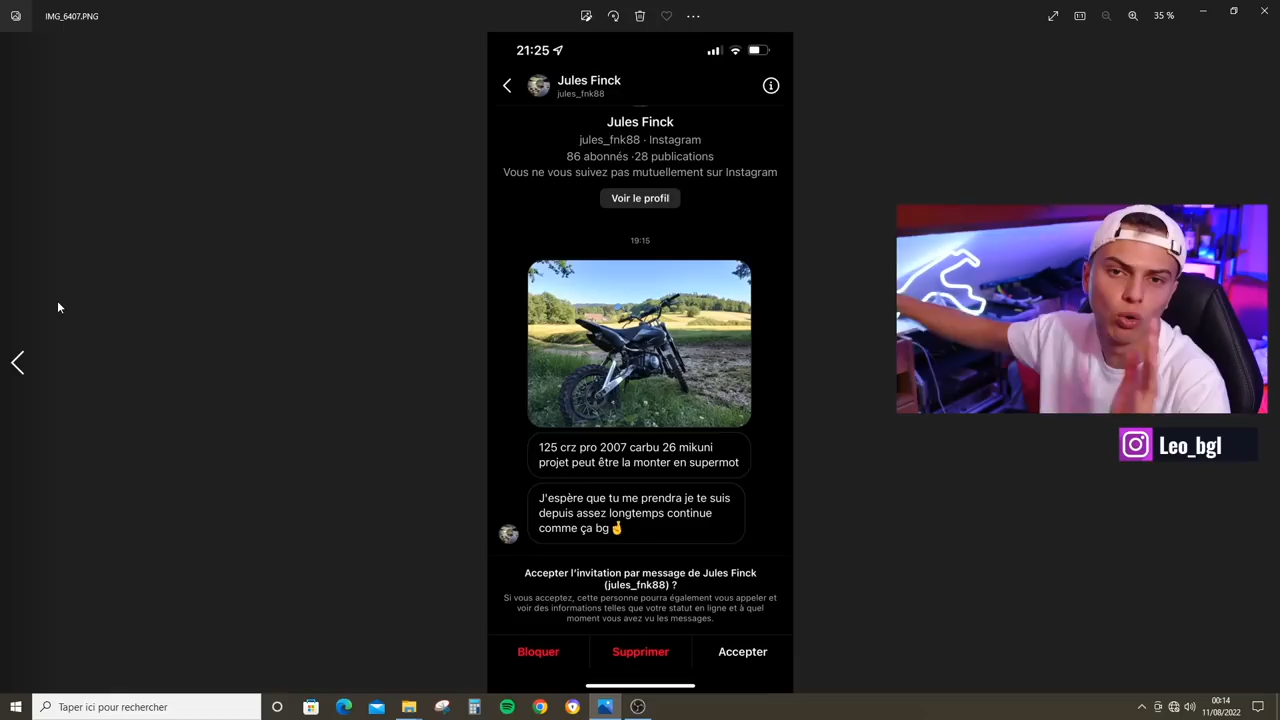 IMG_6407.PNG
35 %
21:25
Jules Finck
jules_fnk88
Jules Finck
jules_fnk88 · Instagram
86 abonnés ·28 publications
Vous ne vous suivez pas mutuellement sur Instagram
Voir le profil
19:15
125 crz pro 2007 carbu 26 mikuni
projet peut être la monter en supermot
J'espère que tu me prendra je te suis
depuis assez longtemps continue
comme ça bg🤞
Accepter l'invitation par message de Jules Finck
(jules_fnk88) ?
Si vous acceptez, cette personne pourra également vous appeler et
voir des informations telles que votre statut en ligne et à quel
moment vous avez vu les messages.
Bloquer
Supprimer
Accepter
Leo_bgl
Taper ici pour rechercher
00:14
11/08/2022